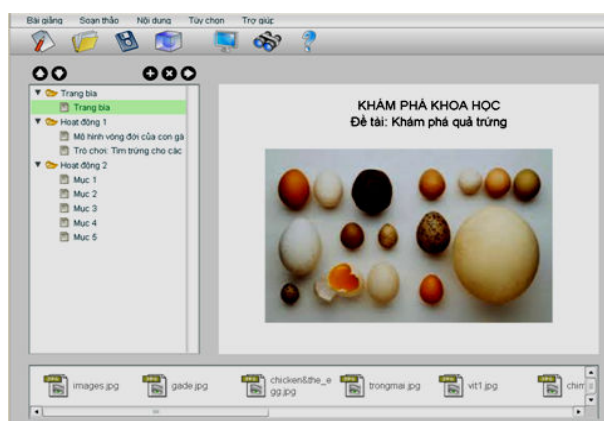 Bài giảng Soạn thảo Nội dung Tùy chọn Trợ giúp
Trang bìa
Trang bìa
Hoạt động 1
Mô hình vòng đời của con gà
Trò chơi: Tìm trứng cho các
Hoạt động 2
Mục 1
Mục 2
Mục 3
Mục 4
Mục 5
KHÁM PHÁ KHOA HỌC
Đề tài: Khám phá quả trứng
images.jpg gade.jpg chicken&the_e trongmai.jpg vit1.jpg chim
gg.jpg